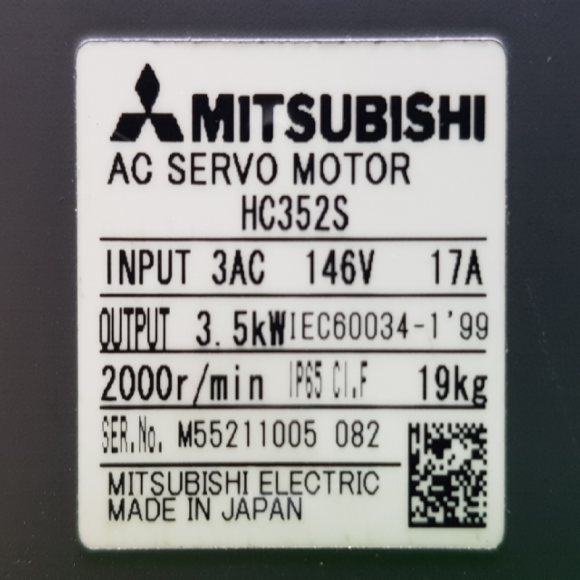 MITSUBISHI
AC SERVO MOTOR
HC352S
INPUT 3AC 146V 17A
OUTPUT 3.5kW IEC60034-1'99
2000r/min IP65 CI.F 19kg
SER.No. M55211005 082
MITSUBISHI ELECTRIC
MADE IN JAPAN